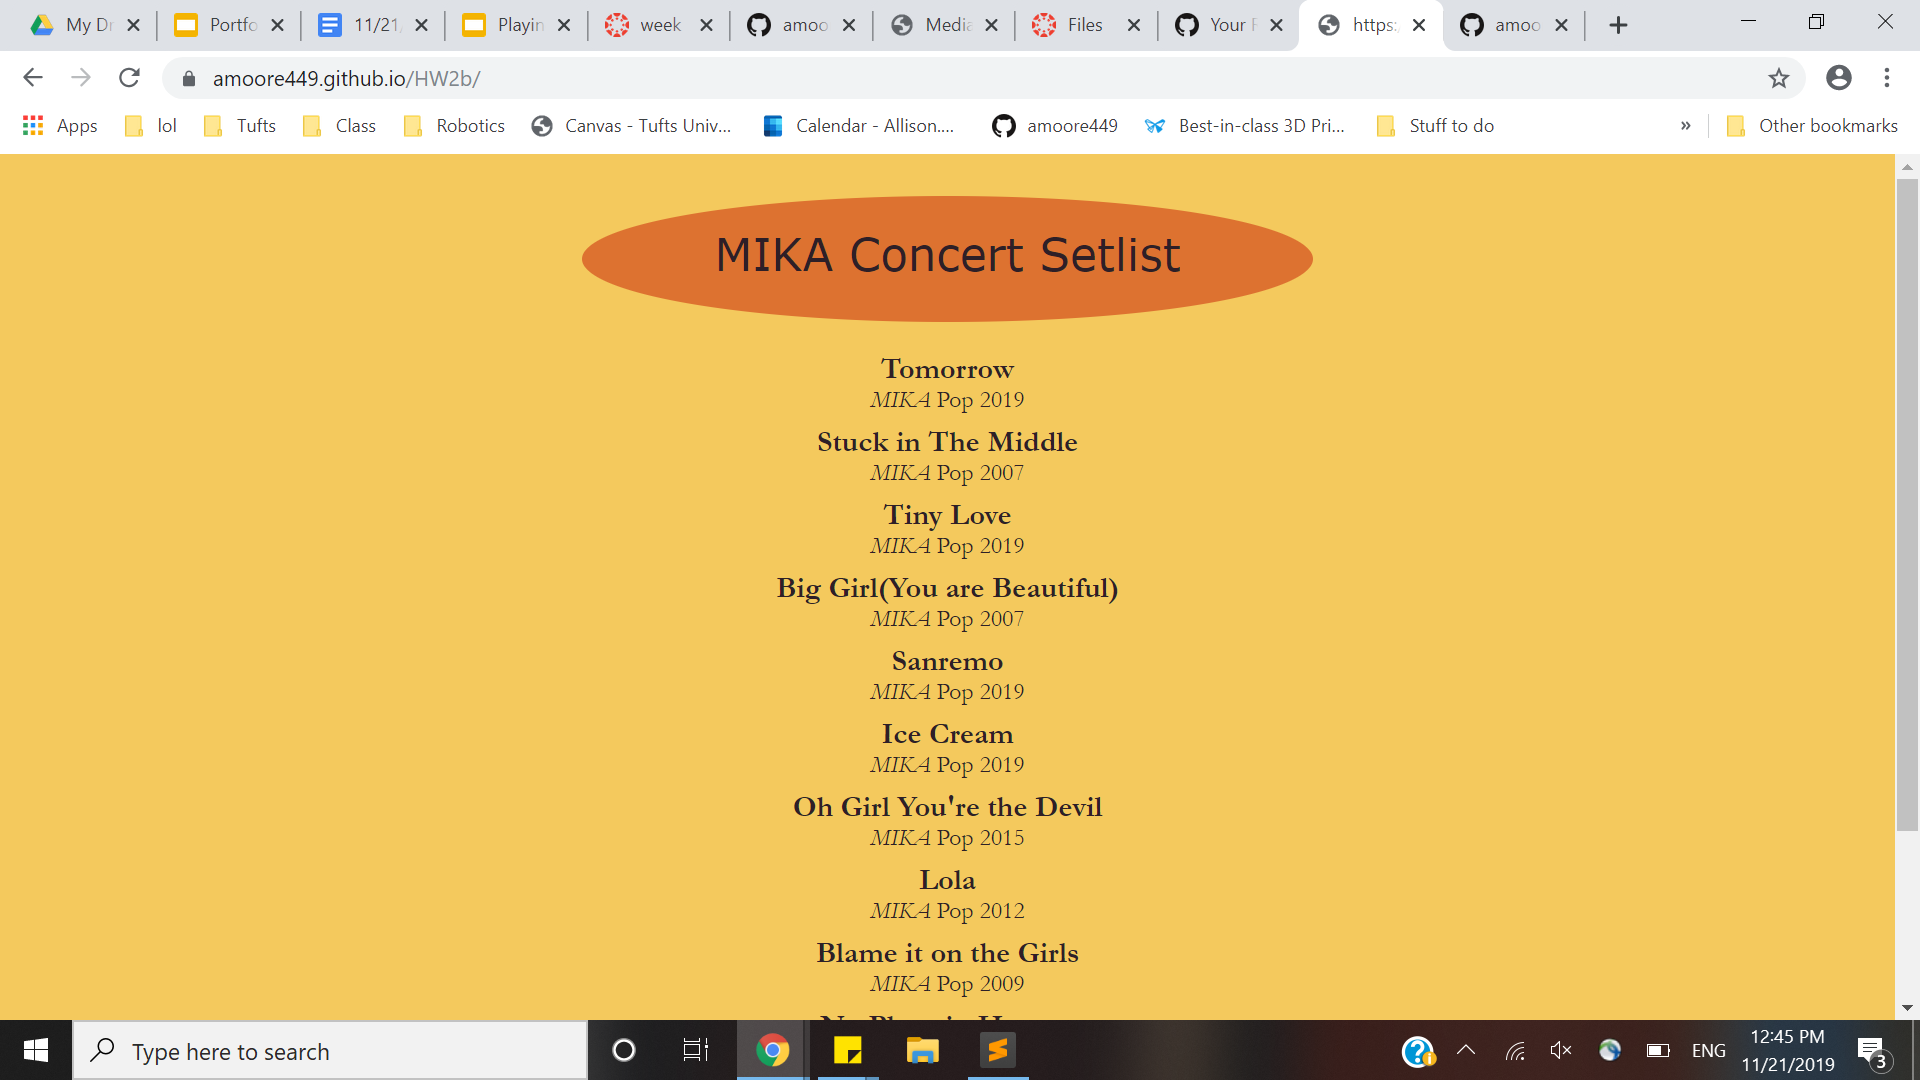 My Dr
Portfo
11/21,
Playin
week
amoo
Media
Files
Your F
https:
amoo
amoore449.github.io/HW2b/
Apps
lol
Tufts
Class
Robotics
Canvas - Tufts Univ...
Calendar - Allison....
amoore449
Best-in-class 3D Pri...
Stuff to do
»
Other bookmarks
MIKA Concert Setlist
Tomorrow
MIKA Pop 2019
Stuck in The Middle
MIKA Pop 2007
Tiny Love
MIKA Pop 2019
Big Girl(You are Beautiful)
MIKA Pop 2007
Sanremo
MIKA Pop 2019
Ice Cream
MIKA Pop 2019
Oh Girl You're the Devil
MIKA Pop 2015
Lola
MIKA Pop 2012
Blame it on the Girls
MIKA Pop 2009
Type here to search
ENG
12:45 PM
11/21/2019
3